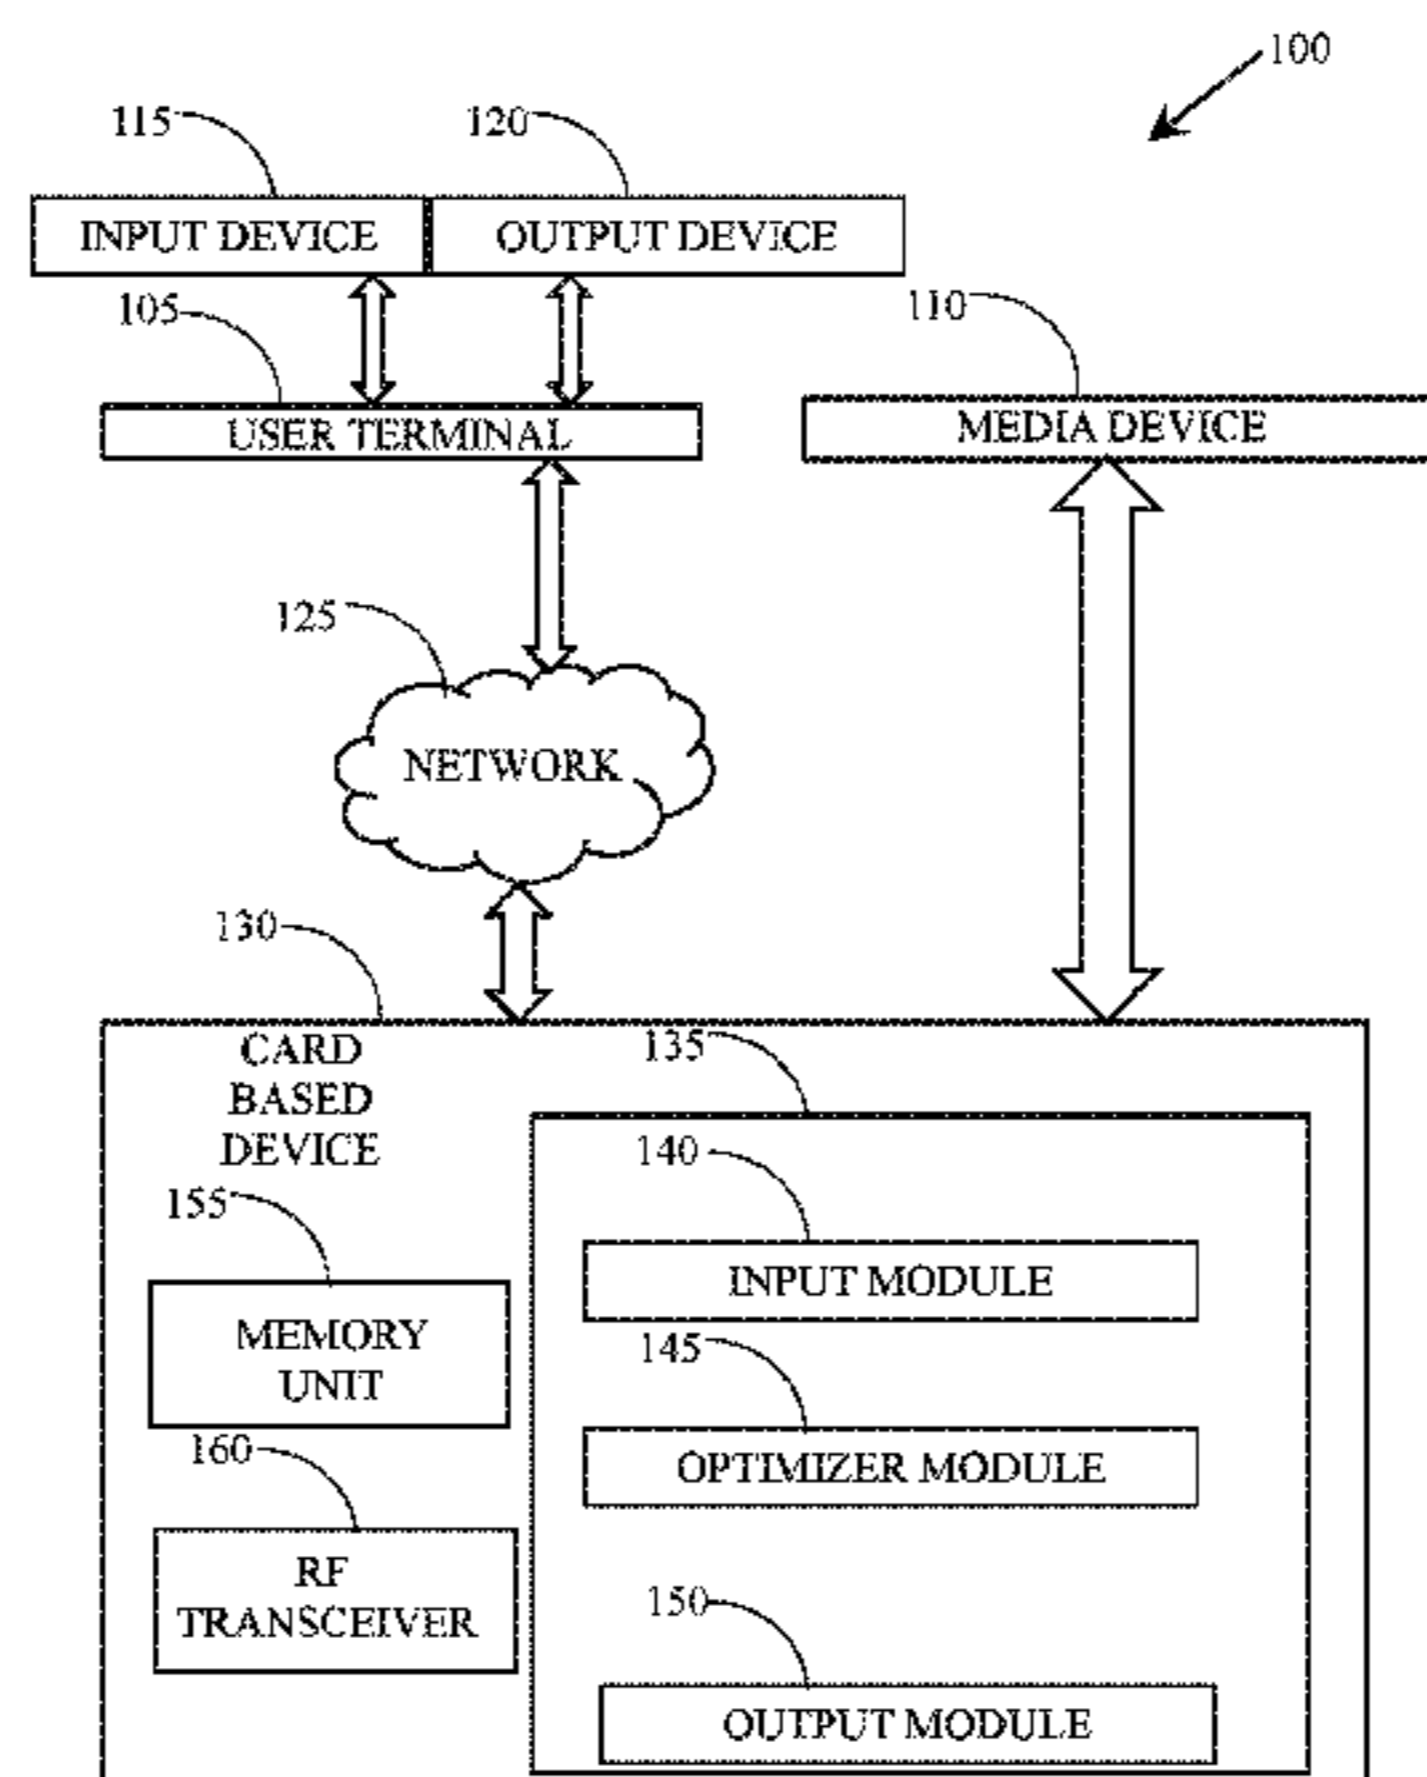 100
115
120
INPUT DEVICE
OUTPUT DEVICE
105
110
USER TERMINAL
MEDIA DEVICE
125
NETWORK
130
CARD
BASED
DEVICE
135
140
155
INPUT MODULE
MEMORY
UNIT
145
160
OPTIMIZER MODULE
RF
TRANSCEIVER
150
OUTPUT MODULE